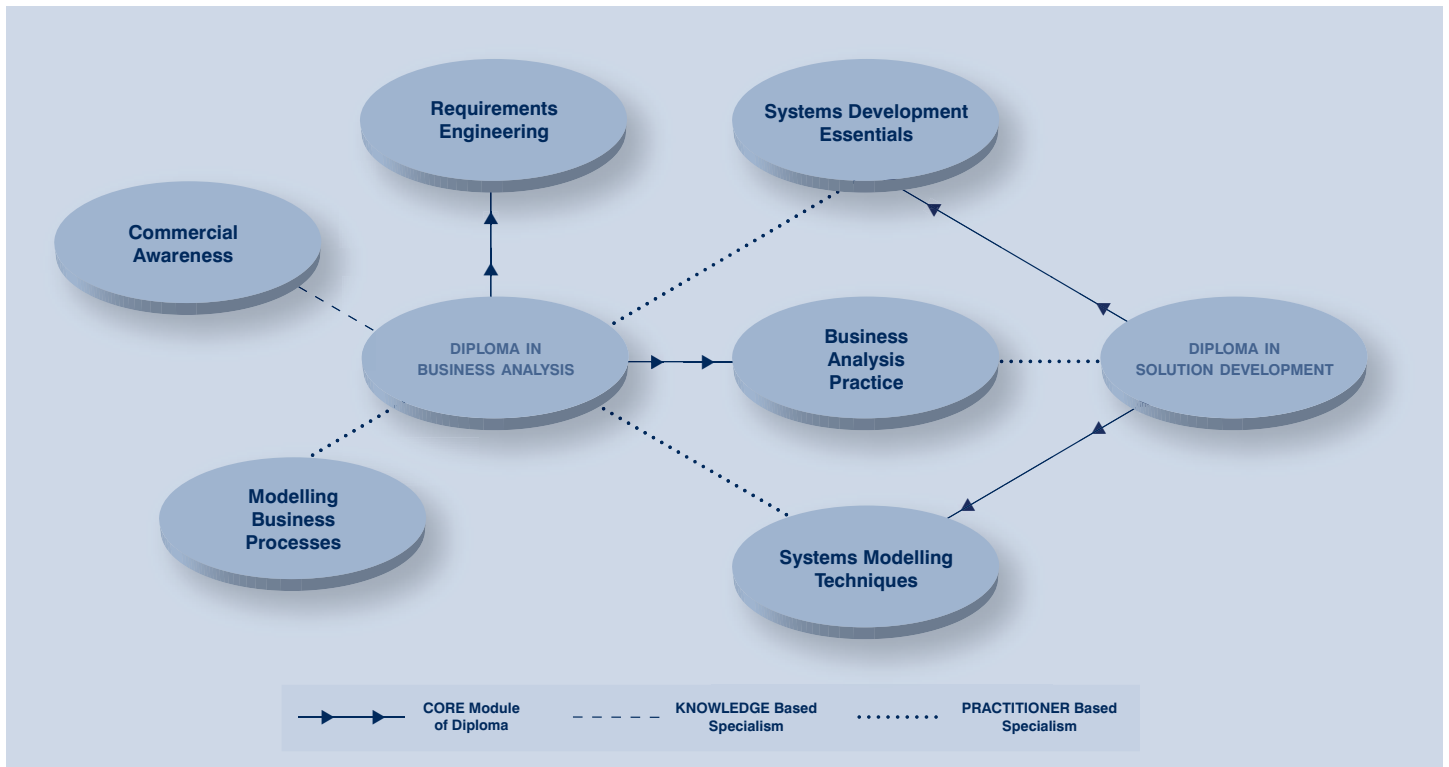 Requirements
Engineering
Systems Development
Essentials
Commercial
Awareness
DIPLOMA IN
BUSINESS ANALYSIS
Business
Analysis
Practice
DIPLOMA IN
SOLUTION DEVELOPMENT
Modelling
Business
Processes
Systems Modelling
Techniques
CORE Module
of Diploma
KNOWLEDGE Based
Specialism
PRACTITIONER Based
Specialism